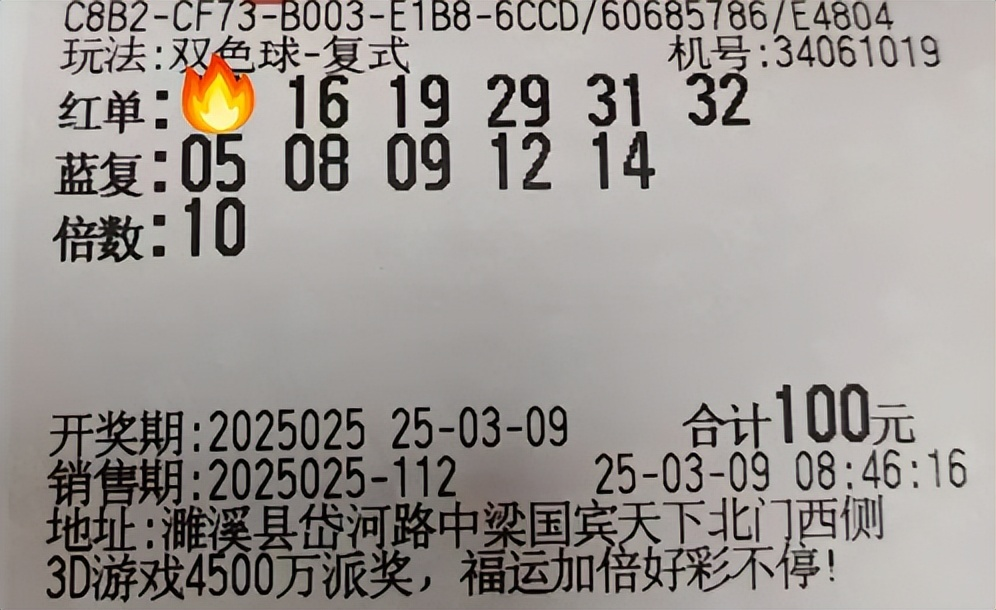 C8B2-CF73-B003-E1B8-6CCD/60685786/E4804
玩法:双色球-复式 机号:34061019
红单: 16 19 29 31 32
蓝复:05 08 09 12 14
倍数:10
开奖期:2025025 25-03-09 合计100元
销售期:2025025-112 25-03-09 08:46:16
地址:濉溪县岱河路中梁国宾天下北门西侧
3D游戏4500万派奖，福运加倍好彩不停!